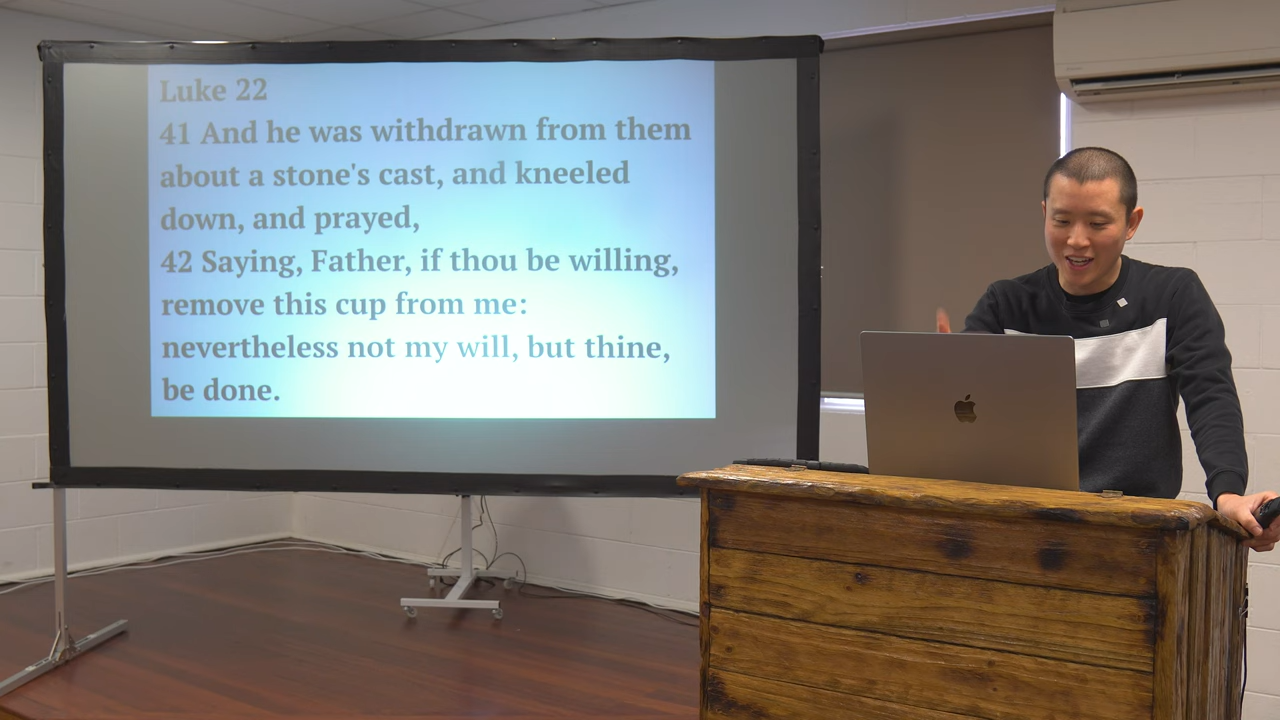 Luke 22
41 And he was withdrawn from them
about a stone's cast, and kneeled
down, and prayed,
42 Saying, Father, if thou be willing,
remove this cup from me:
nevertheless not my will, but thine,
be done.